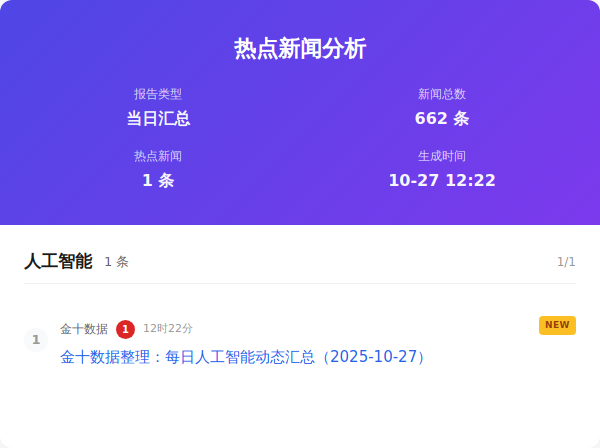 热点新闻分析
报告类型
新闻总数
当日汇总
662 条
热点新闻
生成时间
1 条
10-27 12:22
人工智能 1 条 1/1
1 金十数据 1 12时22分 NEW
金十数据整理：每日人工智能动态汇总（2025-10-27）